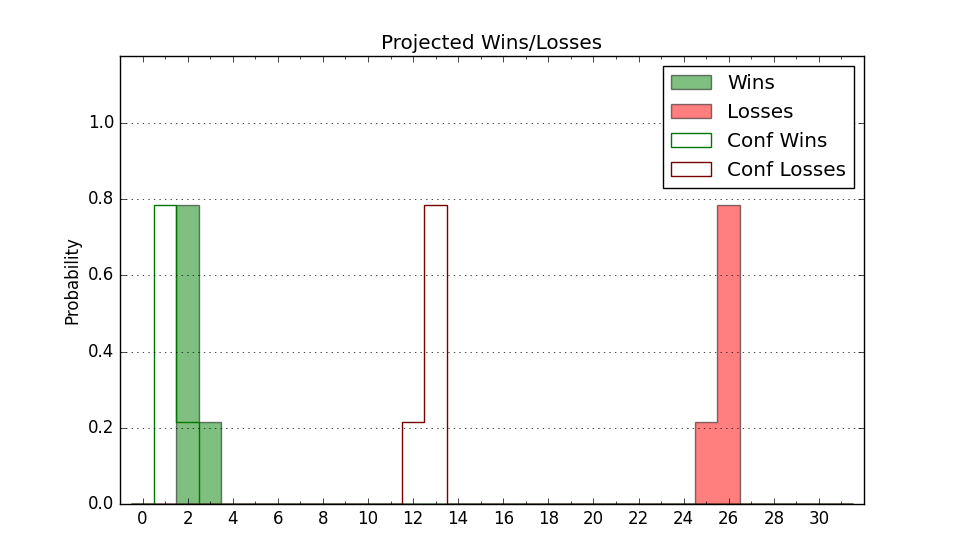 Projected Wins/Losses
Wins
Losses
Conf Wins
Conf Losses
Probability
1.0
0.8
0.6
0.4
0.2
0.0
0 2 4 6 8 10 12 14 16 18 20 22 24 26 28 30